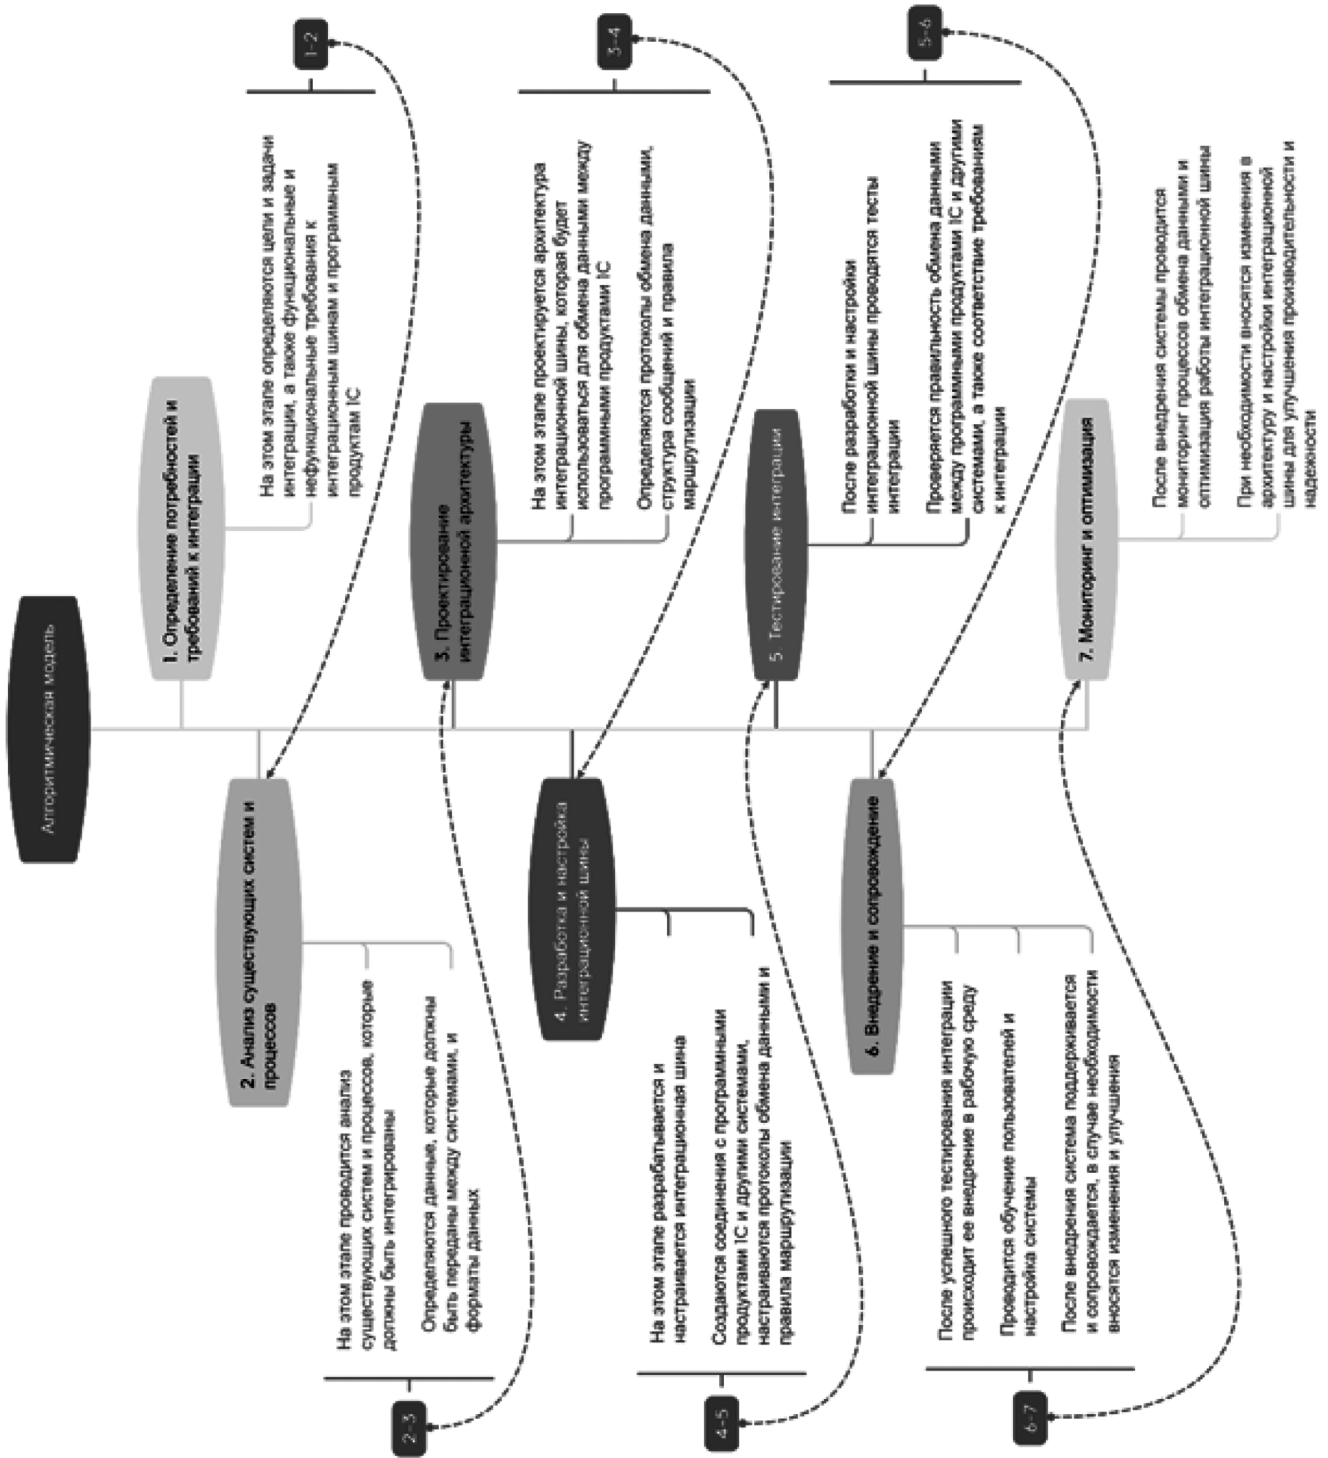 Алгоритмическая модель
1. Определение потребностей и
требований к интеграции
На этом этапе определяются цели и задачи
интеграции, а также функциональные и
нефункциональные требования к
интеграционным шинам и программным
продуктам 1С
1-2
2. Анализ существующих систем и
процессов
На этом этапе проводится анализ
существующих систем и процессов, которые
должны быть интегрированы
Определяются данные, которые должны
быть переданы между системами, и
форматы данных
2-3
3. Проектирование
интеграционной архитектуры
На этом этапе проектируется архитектура
интеграционной шины, которая будет
использоваться для обмена данными между
программными продуктами 1С
Определяются протоколы обмена данными,
структура сообщений и правила
маршрутизации
3-4
4. Разработка и настройка
интеграционной шины
На этом этапе разрабатывается и
настраивается интеграционная шина
Создаются соединения с программными
продуктами 1С и другими системами,
настраиваются протоколы обмена данными и
правила маршрутизации
4-5
5. Тестирование интеграции
После разработки и настройки
интеграционной шины проводятся тесты
интеграции
Проверяется правильность обмена данными
между программными продуктами 1С и другими
системами, а также соответствие требованиям
к интеграции
5-6
6. Внедрение и сопровождение
После успешного тестирования интеграции
происходит ее внедрение в рабочую среду
Проводится обучение пользователей и
настройка системы
После внедрения система поддерживается
и сопровождается, в случае необходимости
вносятся изменения и улучшения
6-7
7. Мониторинг и оптимизация
После внедрения системы проводится
мониторинг процессов обмена данными и
оптимизация работы интеграционной шины
При необходимости вносятся изменения в
архитектуру и настройки интеграционной
шины для улучшения производительности и
надежности